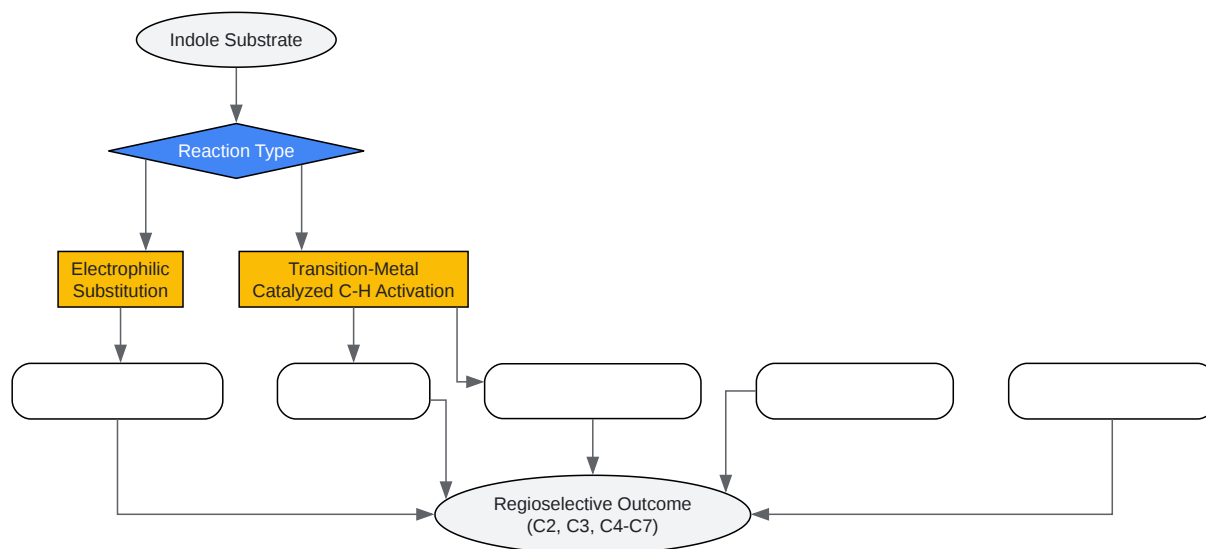 Indole Substrate
Reaction Type
Electrophilic
Substitution
Transition-Metal
Catalyzed C-H Activation
Regioselective Outcome
(C2, C3, C4-C7)